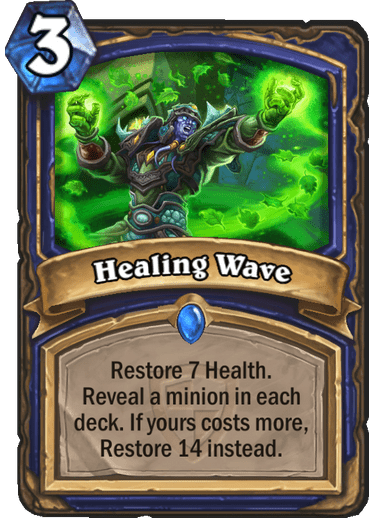 3
Healing Wave
Restore 7 Health.
Reveal a minion in each
deck. If yours costs more,
Restore 14 instead.